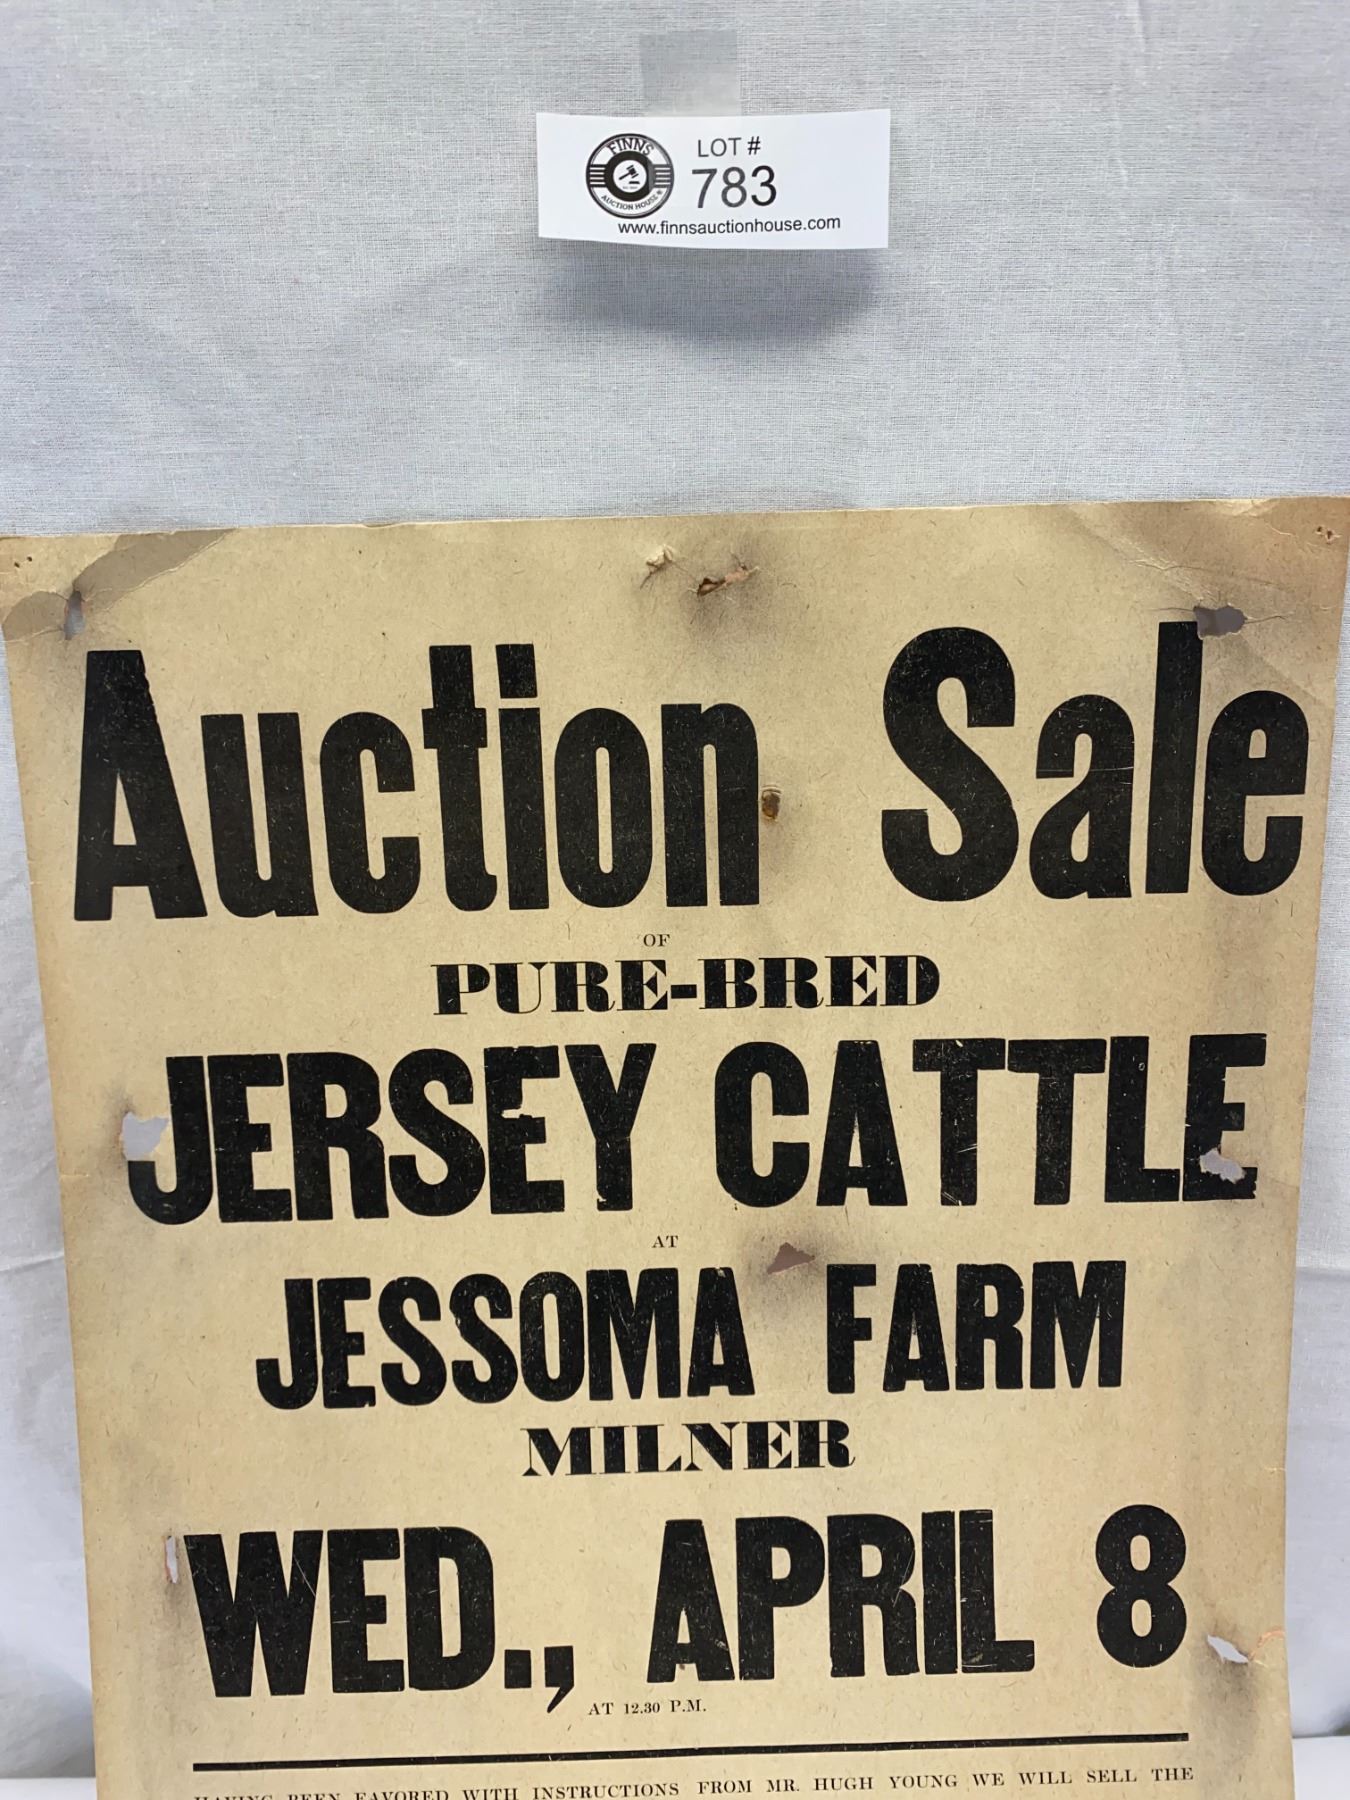 FINNS
AUCTION HOUSE
LOT #
783
www.finnsauctionhouse.com
Auction Sale
OF
PURE-BRED
JERSEY CATTLE
AT
JESSOMA FARM
MILNER
WED., APRIL 8
AT 12.30 P.M.
HAVING BEEN FAVORED WITH INSTRUCTIONS FROM MR. HUGH YOUNG WE WILL SELL THE